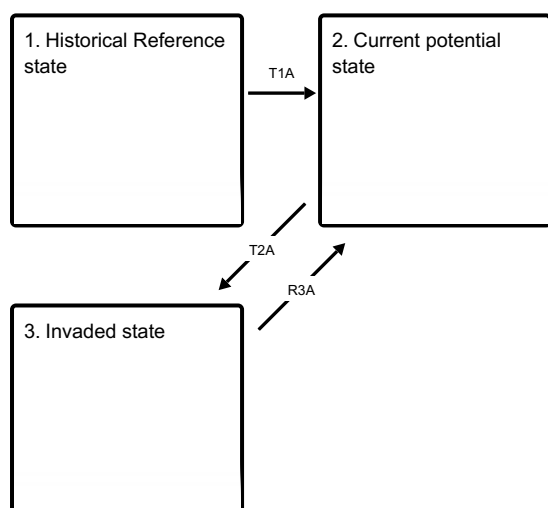 1. Historical Reference
state
2. Current potential
state
T1A
T2A
R3A
3. Invaded state